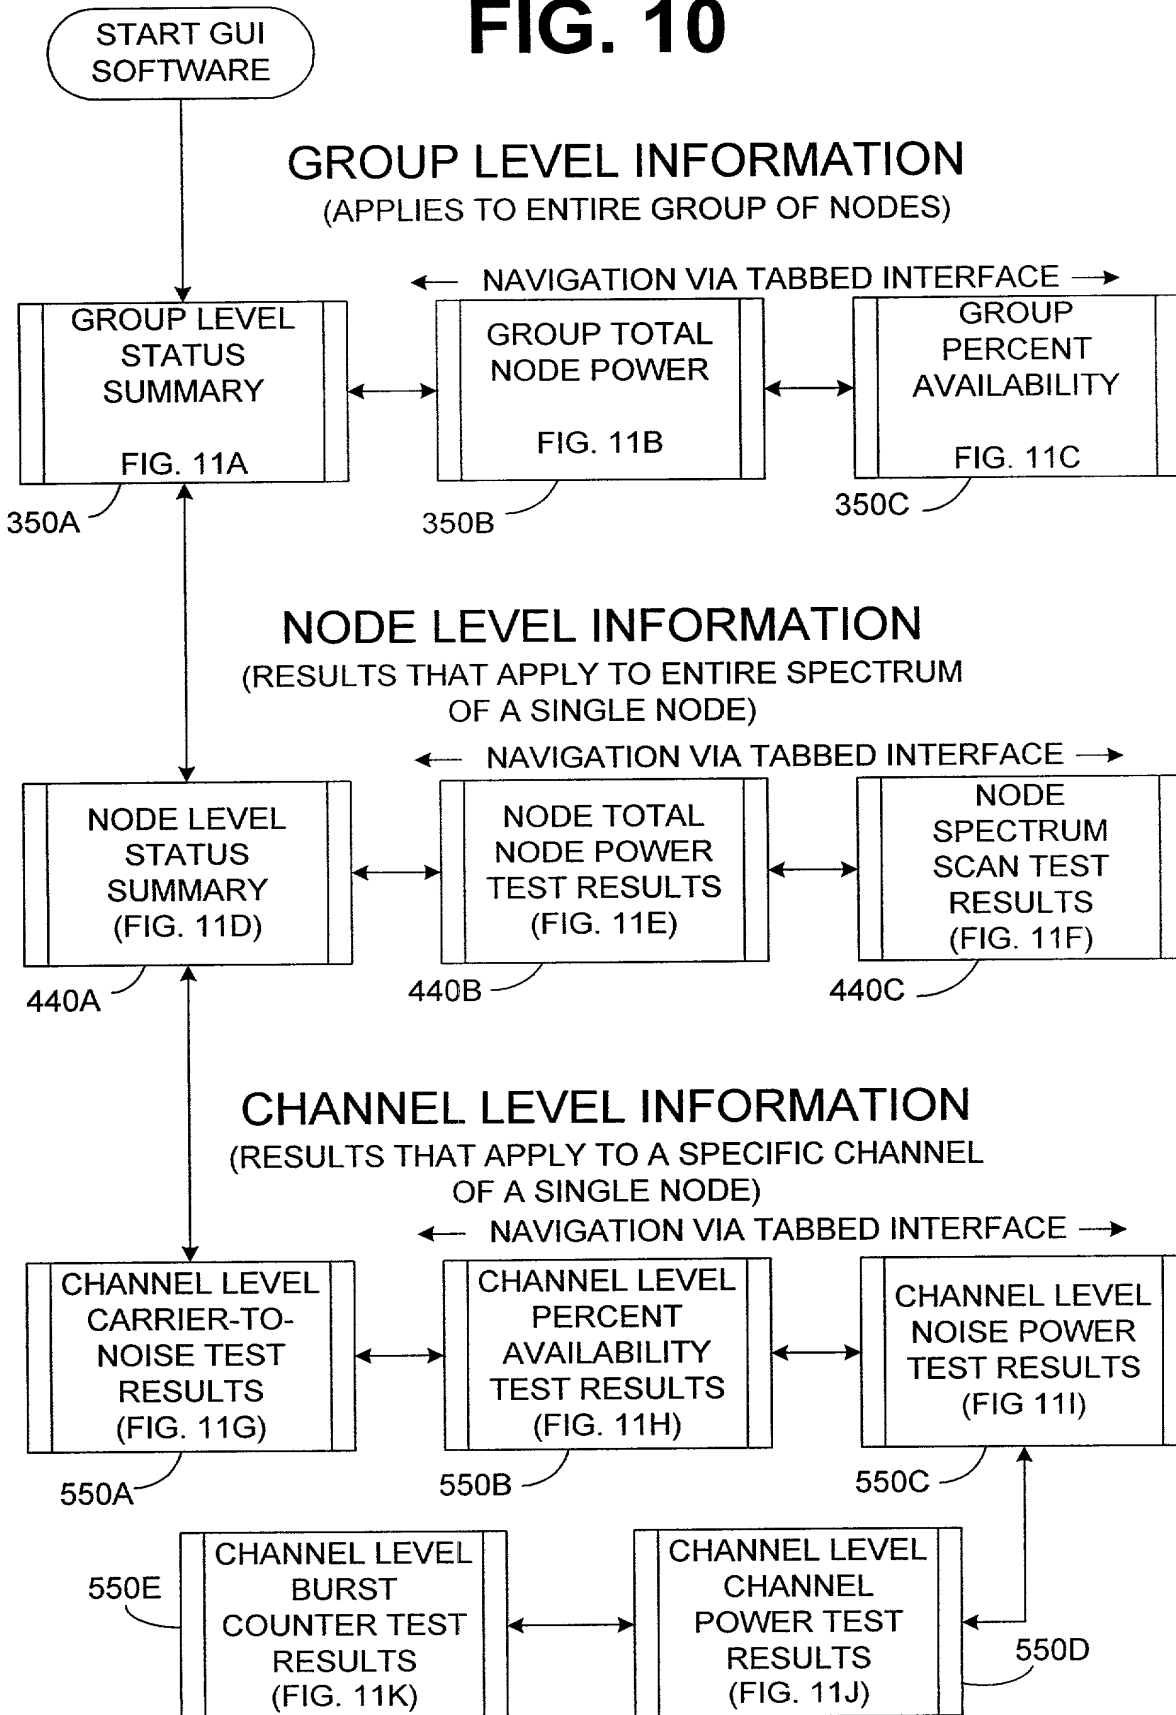 FIG. 10
START GUI
SOFTWARE
GROUP LEVEL INFORMATION
(APPLIES TO ENTIRE GROUP OF NODES)
NAVIGATION VIA TABBED INTERFACE
GROUP LEVEL
STATUS
SUMMARY
FIG. 11A
350A
GROUP TOTAL
NODE POWER
FIG. 11B
350B
GROUP
PERCENT
AVAILABILITY
FIG. 11C
350C
NODE LEVEL INFORMATION
(RESULTS THAT APPLY TO ENTIRE SPECTRUM
OF A SINGLE NODE)
NAVIGATION VIA TABBED INTERFACE
NODE LEVEL
STATUS
SUMMARY
(FIG. 11D)
440A
NODE TOTAL
NODE POWER
TEST RESULTS
(FIG. 11E)
440B
NODE
SPECTRUM
SCAN TEST
RESULTS
(FIG. 11F)
440C
CHANNEL LEVEL INFORMATION
(RESULTS THAT APPLY TO A SPECIFIC CHANNEL
OF A SINGLE NODE)
NAVIGATION VIA TABBED INTERFACE
CHANNEL LEVEL
CARRIER-TO-
NOISE TEST
RESULTS
(FIG. 11G)
550A
CHANNEL LEVEL
PERCENT
AVAILABILITY
TEST RESULTS
(FIG. 11H)
550B
CHANNEL LEVEL
NOISE POWER
TEST RESULTS
(FIG 11I)
550C
550E
CHANNEL LEVEL
BURST
COUNTER TEST
RESULTS
(FIG. 11K)
CHANNEL LEVEL
CHANNEL
POWER TEST
RESULTS
(FIG. 11J)
550D